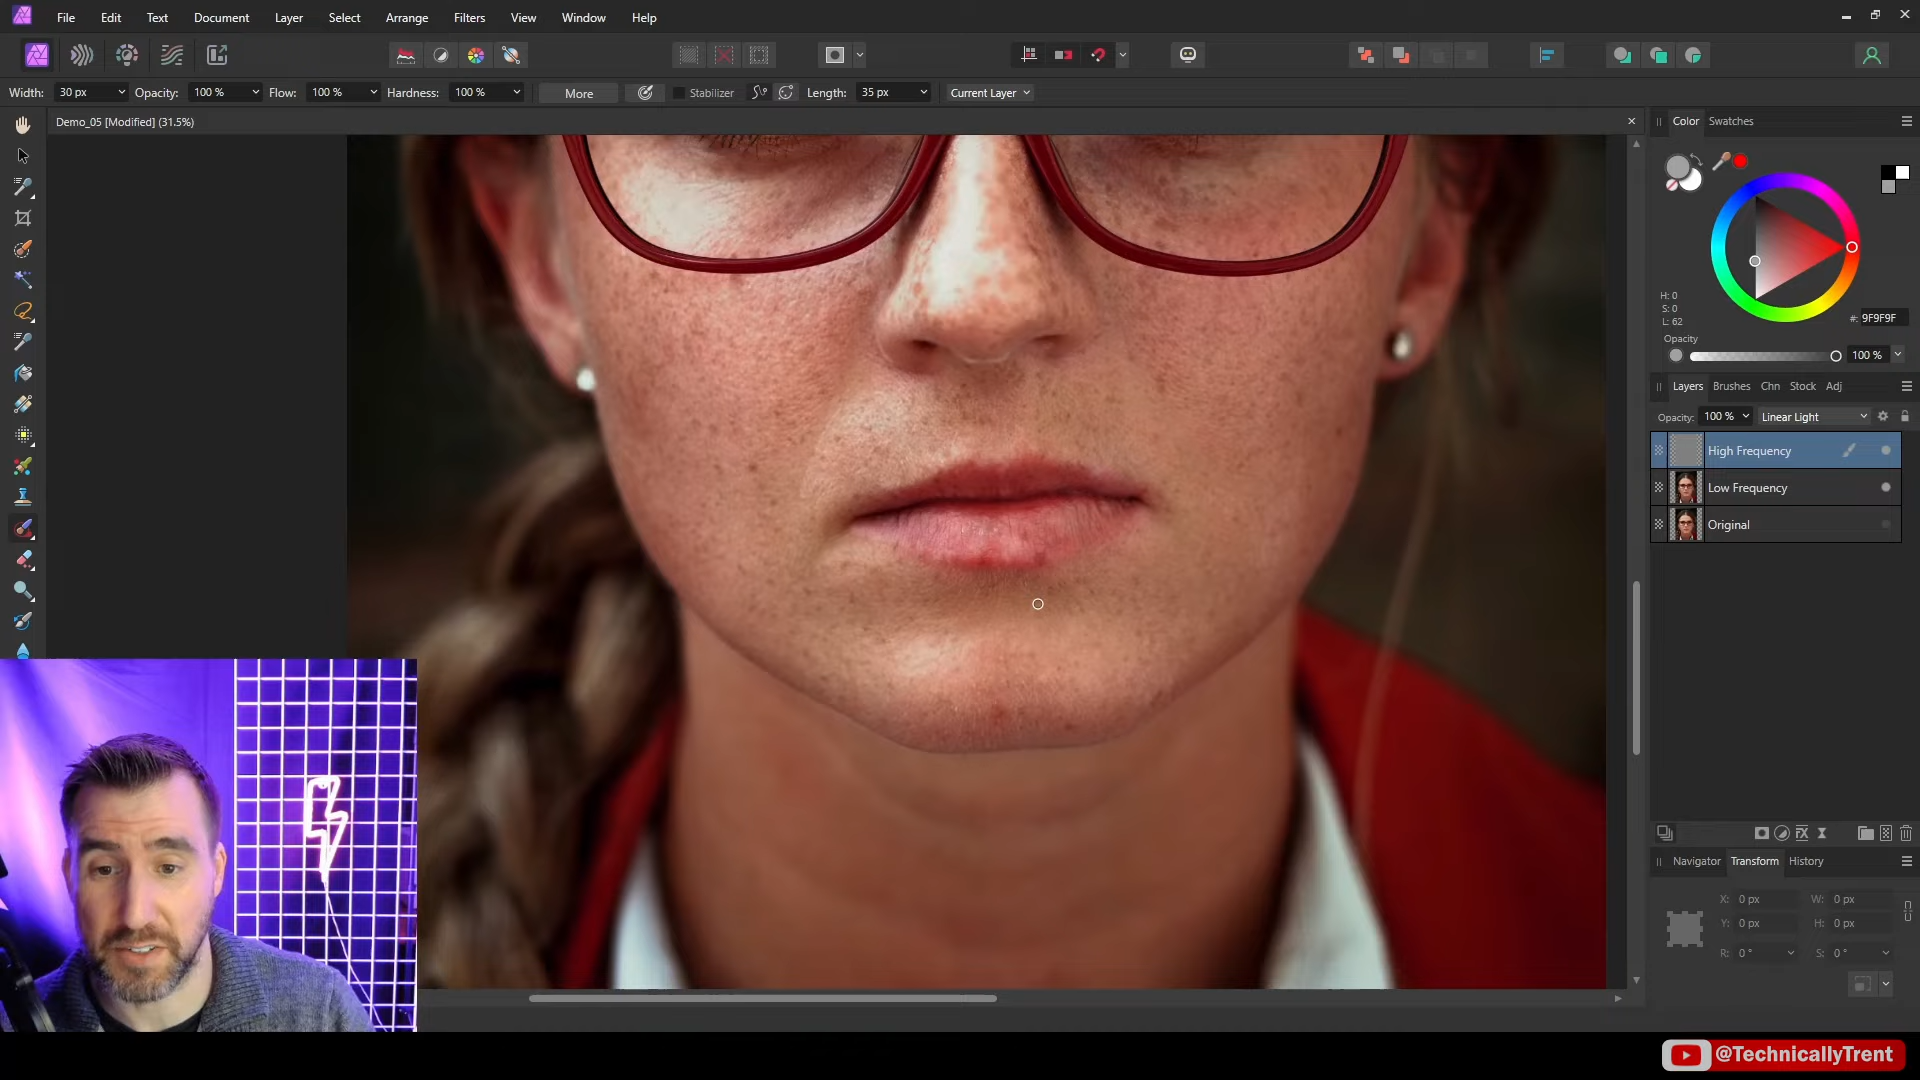 File Edit Text Document Layer Select Arrange Filters View Window Help
Width: 30 px Opacity: 100 % Flow: 100 % Hardness: 100 % More Stabilizer Length: 35 px Current Layer
Demo_05 [Modified] (31.5%)
Color Swatches
H: 0
S: 0
L: 62
#: 9F9F9F
Opacity
100 %
Layers Brushes Chn Stock Adj
Opacity: 100 % Linear Light
High Frequency
Low Frequency
Original
Navigator Transform History
X: 0 px W: 0 px
Y: 0 px H: 0 px
R: 0 ° S: 0 °
@TechnicallyTrent